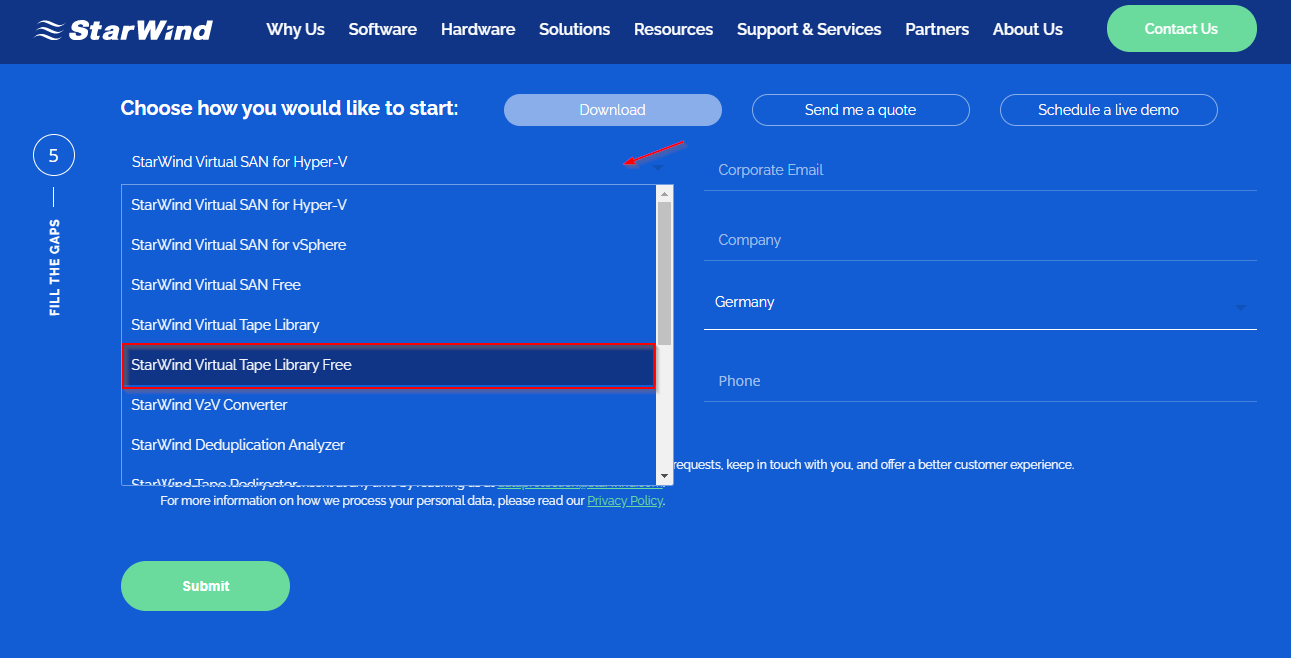 StarWind
Why Us
Software
Hardware
Solutions
Resources
Support & Services
Partners
About Us
Contact Us
Choose how you would like to start:
Download
Send me a quote
Schedule a live demo
5
FILL THE GAPS
StarWind Virtual SAN for Hyper-V
StarWind Virtual SAN for Hyper-V
StarWind Virtual SAN for vSphere
StarWind Virtual SAN Free
StarWind Virtual Tape Library
StarWind Virtual Tape Library Free
StarWind V2V Converter
StarWind Deduplication Analyzer
StarWind Tape Redirector
Corporate Email
Company
Germany
Phone
requests, keep in touch with you, and offer a better customer experience.
For more information on how we process your personal data, please read our Privacy Policy.
Submit